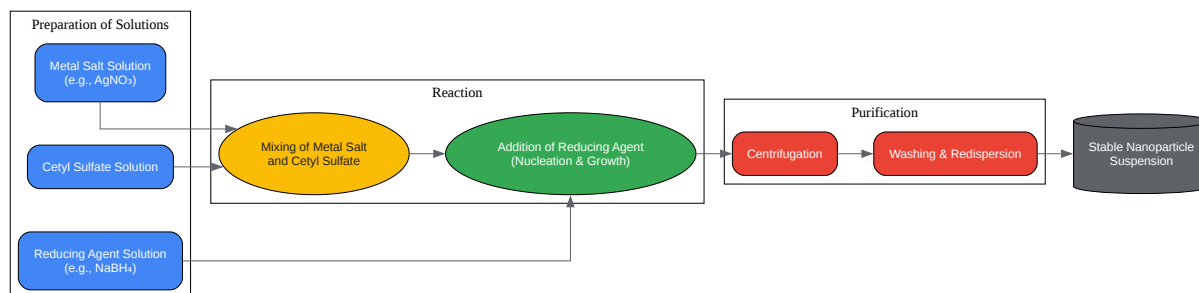 Preparation of Solutions
Metal Salt Solution
(e.g., AgNO₃)
Cetyl Sulfate Solution
Reducing Agent Solution
(e.g., NaBH₄)
Reaction
Mixing of Metal Salt
and Cetyl Sulfate
Addition of Reducing Agent
(Nucleation & Growth)
Purification
Centrifugation
Washing & Redispersion
Stable Nanoparticle
Suspension